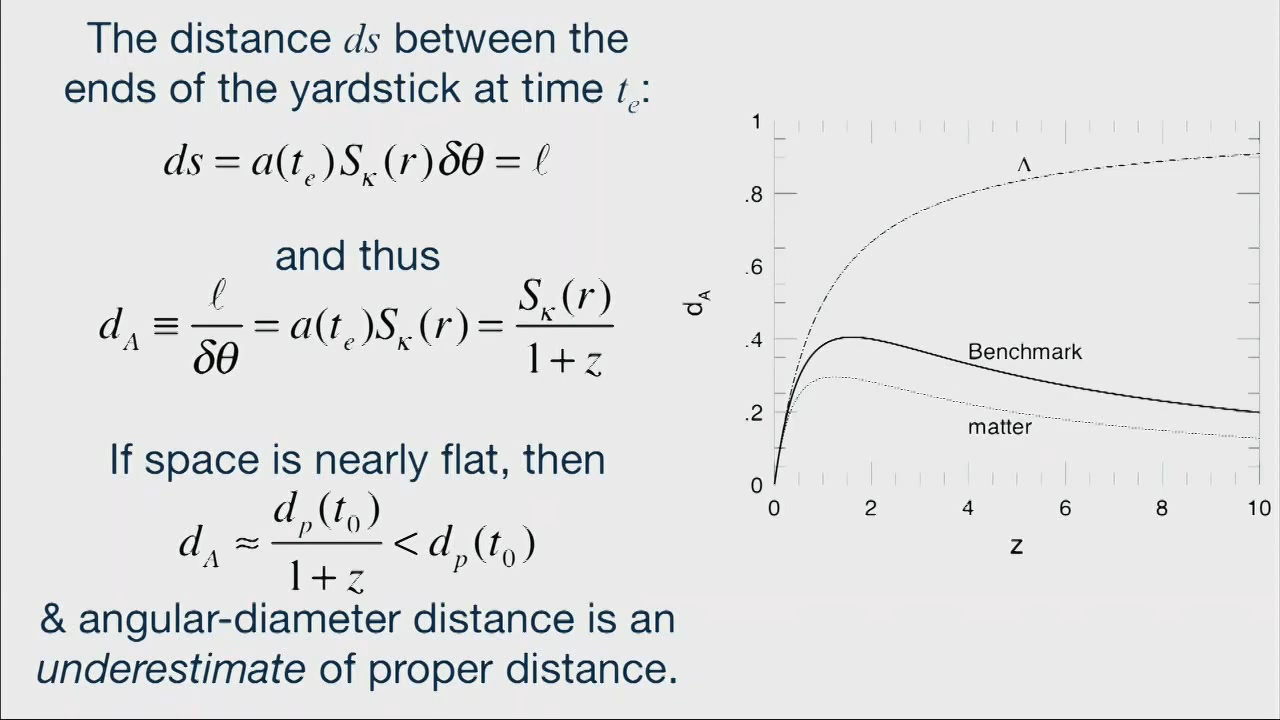 The distance ds between the
ends of the yardstick at time tₑ:
ds = a(tₑ)S_κ(r)δθ = ℓ
and thus
d_A ≡ ℓ/δθ = a(tₑ)S_κ(r) = S_κ(r)/(1+z)
If space is nearly flat, then
d_A ≈ d_p(t₀)/(1+z) < d_p(t₀)
& angular-diameter distance is an
underestimate of proper distance.
1
.8
.6
.4
.2
0
d_A
Λ
Benchmark
matter
0 2 4 6 8 10
z